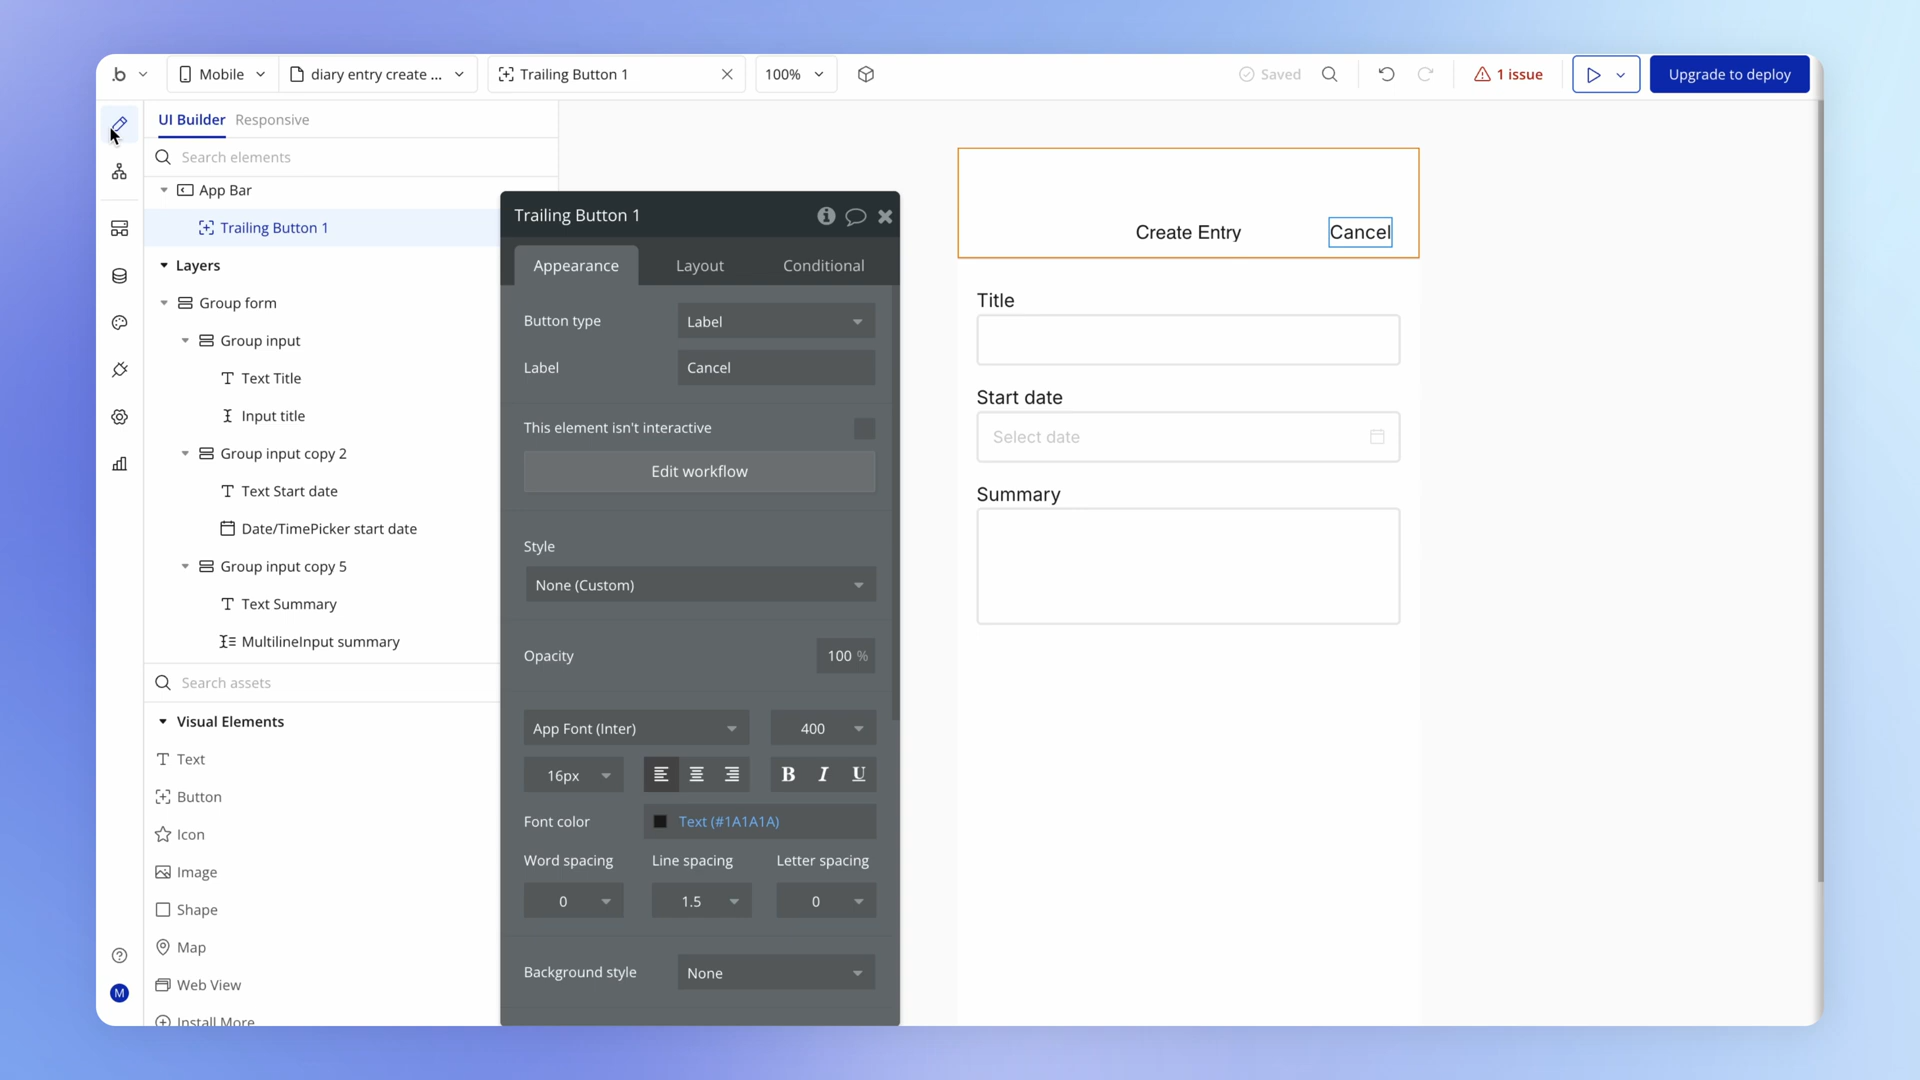 .b
Mobile
diary entry create ...
Trailing Button 1
100%
Saved
1 issue
Upgrade to deploy
UI Builder
Responsive
Search elements
App Bar
Trailing Button 1
Layers
Group form
Group input
Text Title
Input title
Group input copy 2
Text Start date
Date/TimePicker start date
Group input copy 5
Text Summary
MultilineInput summary
Search assets
Visual Elements
Text
Button
Icon
Image
Shape
Map
Web View
Install More
M
Trailing Button 1
Appearance
Layout
Conditional
Button type
Label
Label
Cancel
This element isn't interactive
Edit workflow
Style
None (Custom)
Opacity
100 %
App Font (Inter)
400
16px
B I U
Font color
Text (#1A1A1A)
Word spacing
Line spacing
Letter spacing
0
1.5
0
Background style
None
Create Entry
Cancel
Title
Start date
Select date
Summary